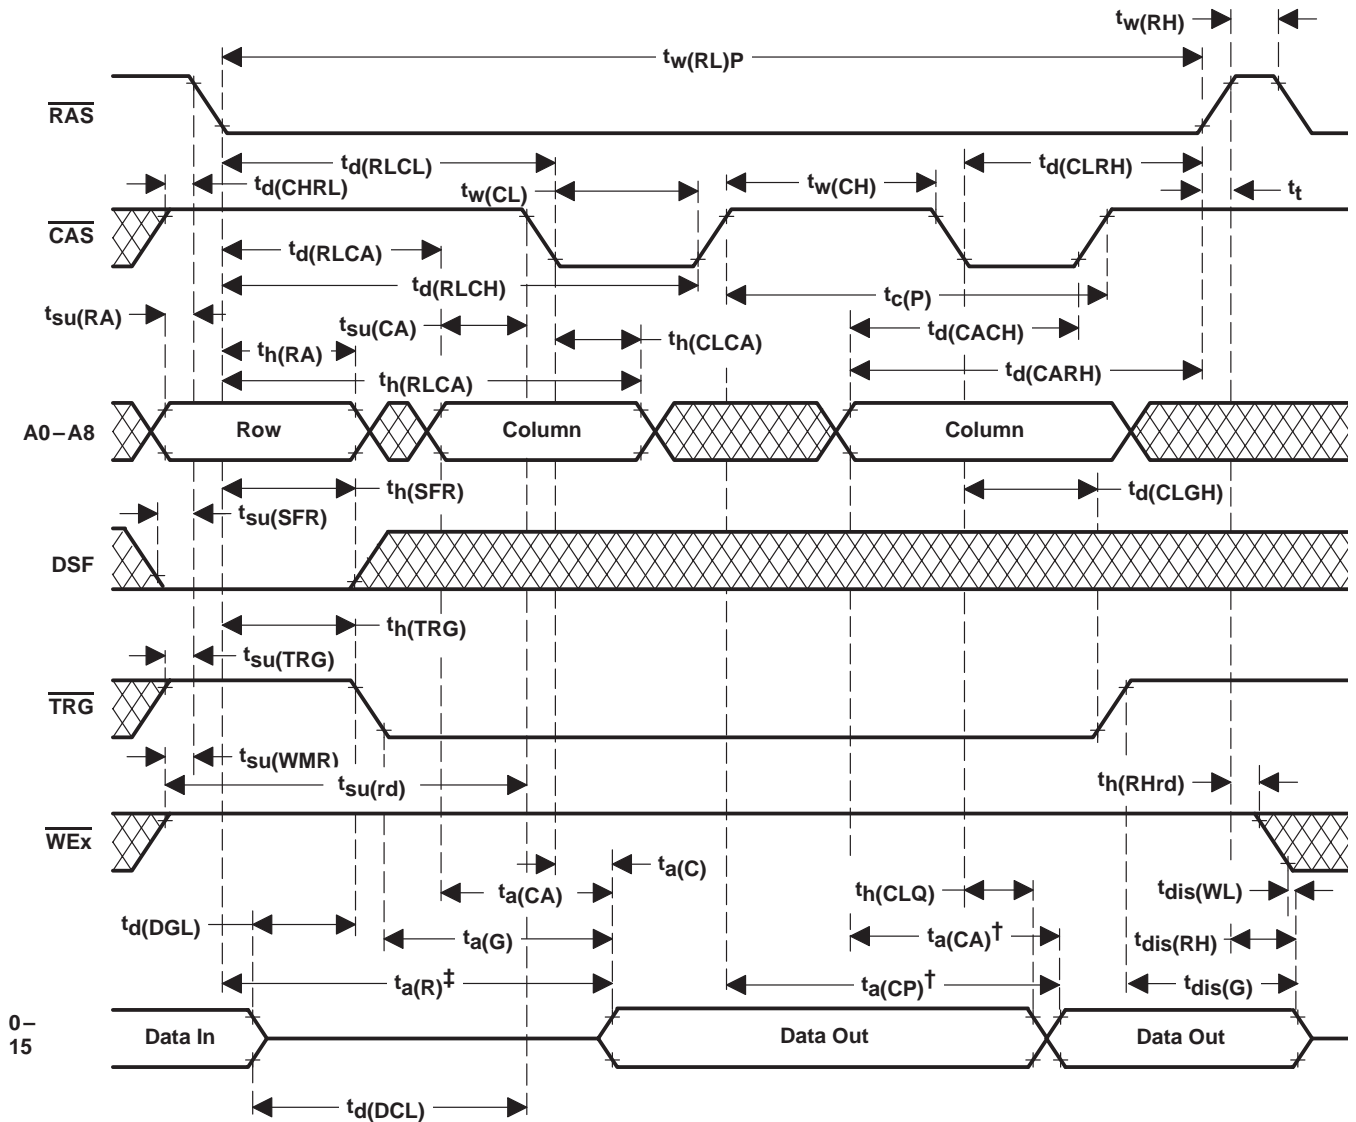 tw(RH)
tw(RL)P
RAS
td(RLCL)
td(CLRH)
td(CHRL)
tw(CL)
tw(CH)
tt
CAS
td(RLCA)
td(RLCH)
tc(P)
tsu(RA)
tsu(CA)
td(CACH)
th(RA)
th(CLCA)
th(RLCA)
td(CARH)
A0–A8
Row
Column
Column
th(SFR)
td(CLGH)
tsu(SFR)
DSF
th(TRG)
tsu(TRG)
TRG
tsu(WMR)
tsu(rd)
th(RHrd)
WEx
ta(C)
ta(CA)
th(CLQ)
tdis(WL)
td(DGL)
ta(G)
ta(CA)†
tdis(RH)
ta(R)‡
ta(CP)†
tdis(G)
0–
15
Data In
Data Out
Data Out
td(DCL)